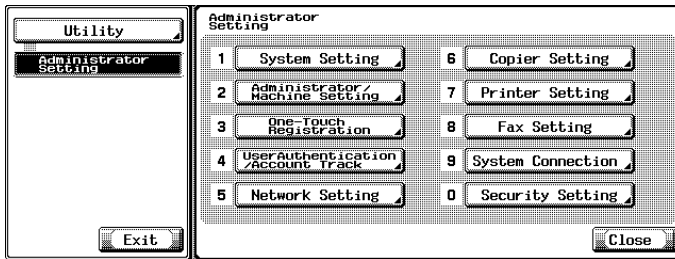 Utility
Administrator
Setting
Exit
Administrator
Setting
1 System Setting
2 Administrator/
Machine Setting
3 One-Touch
Registration
4 UserAuthentication
/Account Track
5 Network Setting
6 Copier Setting
7 Printer Setting
8 Fax Setting
9 System Connection
0 Security Setting
Close